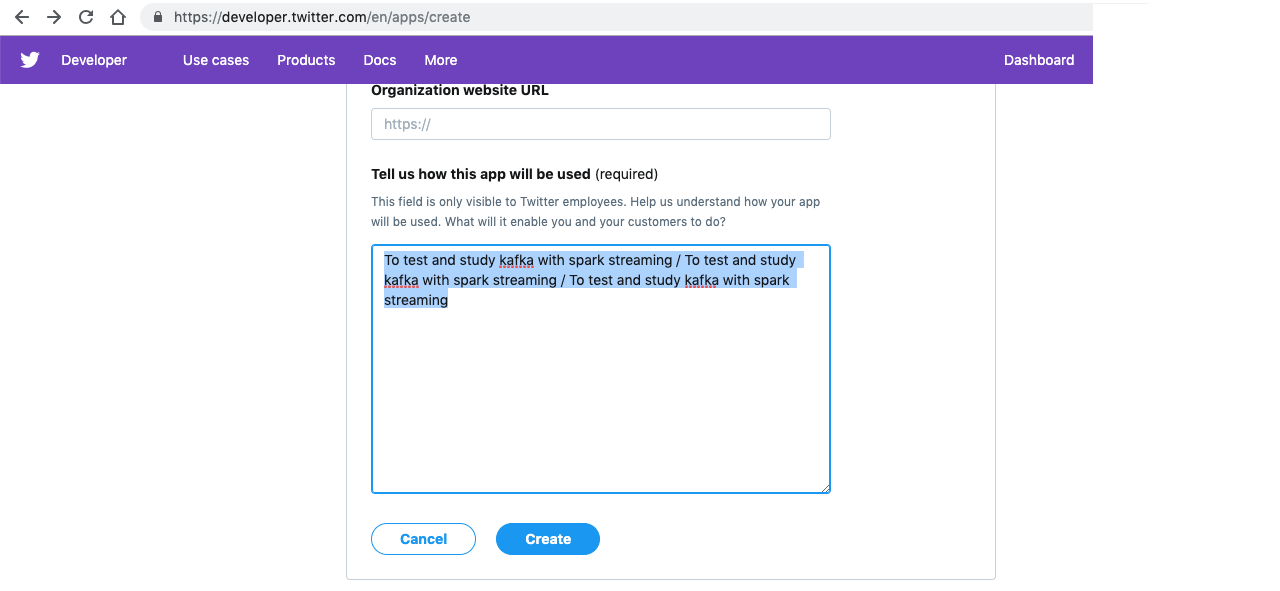 https://developer.twitter.com/en/apps/create
Developer Use cases Products Docs More Dashboard
Organization website URL
https://
Tell us how this app will be used (required)
This field is only visible to Twitter employees. Help us understand how your app
will be used. What will it enable you and your customers to do?
To test and study kafka with spark streaming / To test and study
kafka with spark streaming / To test and study kafka with spark
streaming
Cancel Create